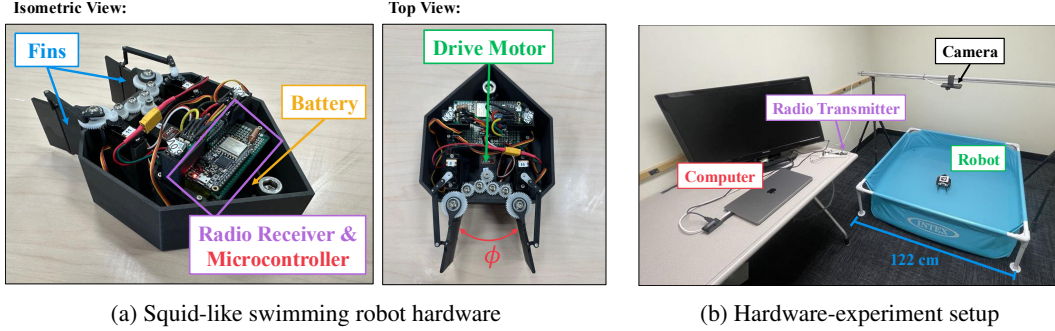 Isometric View:
Top View:
Fins
Battery
Radio Receiver &
Microcontroller
Drive Motor
ϕ
Camera
Radio Transmitter
Computer
Robot
INTEX
122 cm
(a) Squid-like swimming robot hardware
(b) Hardware-experiment setup